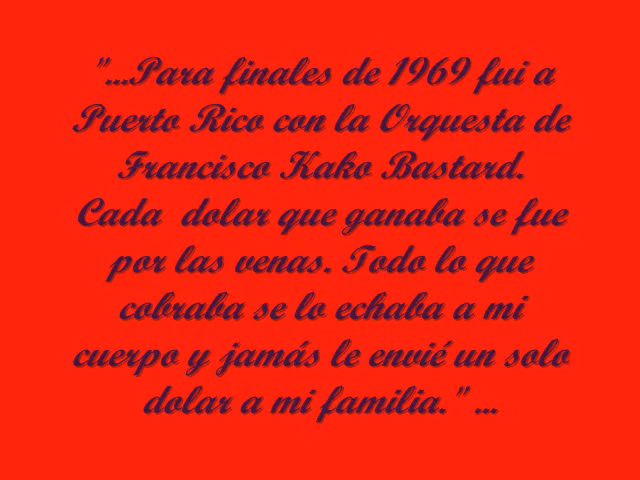 "...Para finales de 1969 fui a
Puerto Rico con la Orquesta de
Francisco Kako Bastard.
Cada dolar que ganaba se fue
por las venas. Todo lo que
cobraba se lo echaba a mi
cuerpo y jamás le envié un solo
dolar a mi familia." ...